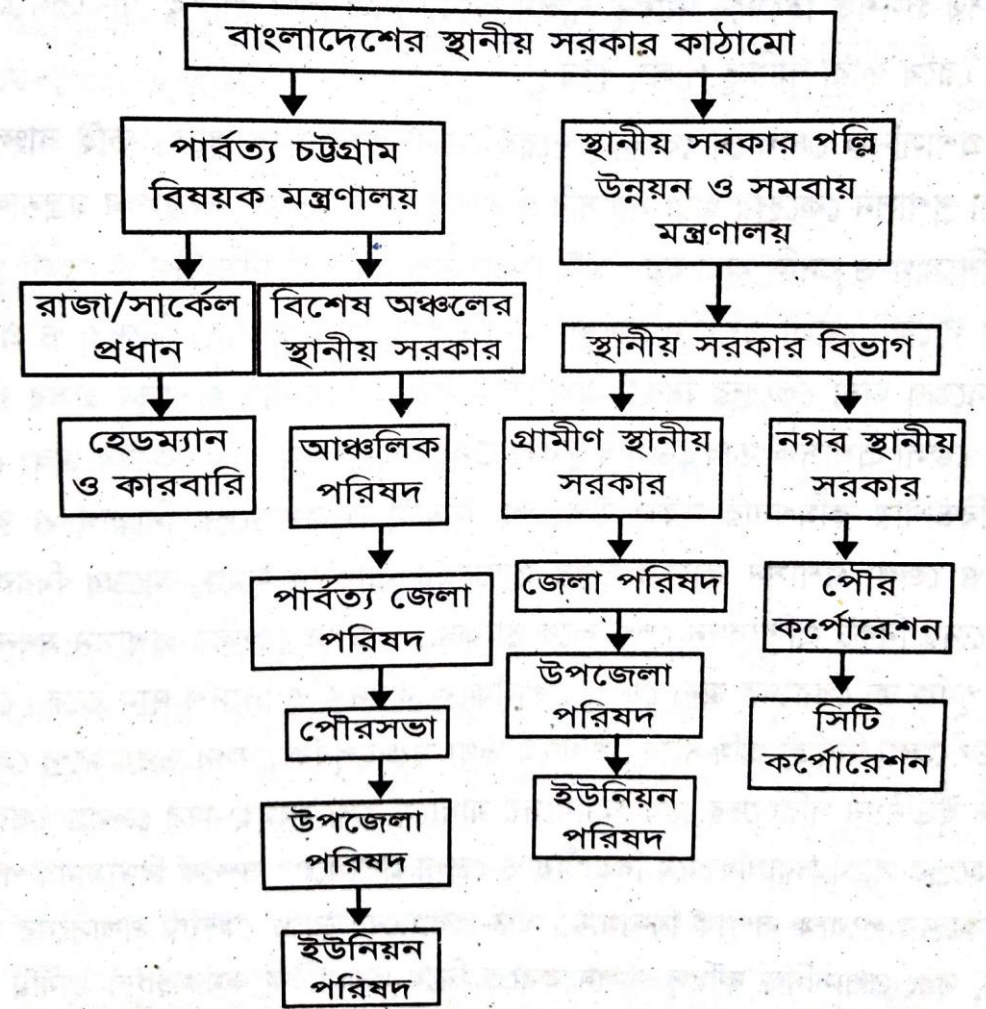 বাংলাদেশের স্থানীয় সরকার কাঠামো
পার্বত্য চট্টগ্রাম
বিষয়ক মন্ত্রণালয়
স্থানীয় সরকার পল্লি
উন্নয়ন ও সমবায়
মন্ত্রণালয়
রাজা/সার্কেল
প্রধান
বিশেষ অঞ্চলের
স্থানীয় সরকার
স্থানীয় সরকার বিভাগ
হেডম্যান
ও কারবারি
আঞ্চলিক
পরিষদ
গ্রামীণ স্থানীয়
সরকার
নগর স্থানীয়
সরকার
পার্বত্য জেলা
পরিষদ
জেলা পরিষদ
পৌর
কর্পোরেশন
পৌরসভা
উপজেলা
পরিষদ
সিটি
কর্পোরেশন
উপজেলা
পরিষদ
ইউনিয়ন
পরিষদ
ইউনিয়ন
পরিষদ